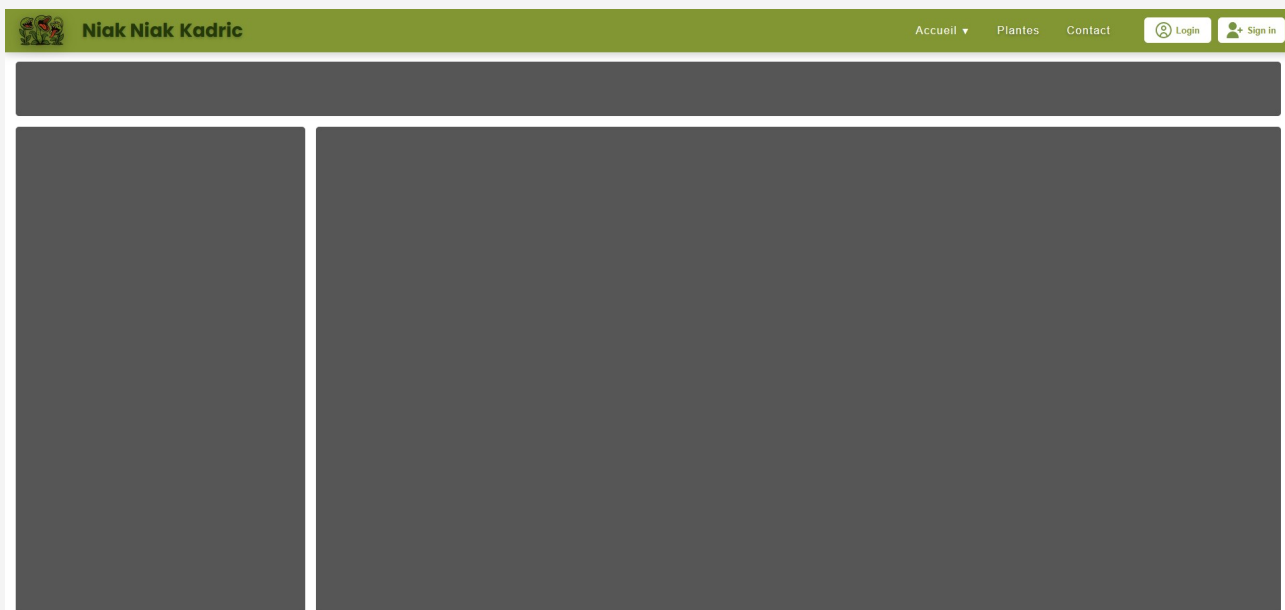 Niak Niak Kadric
Accueil ▾
Plantes
Contact
Login
Sign in